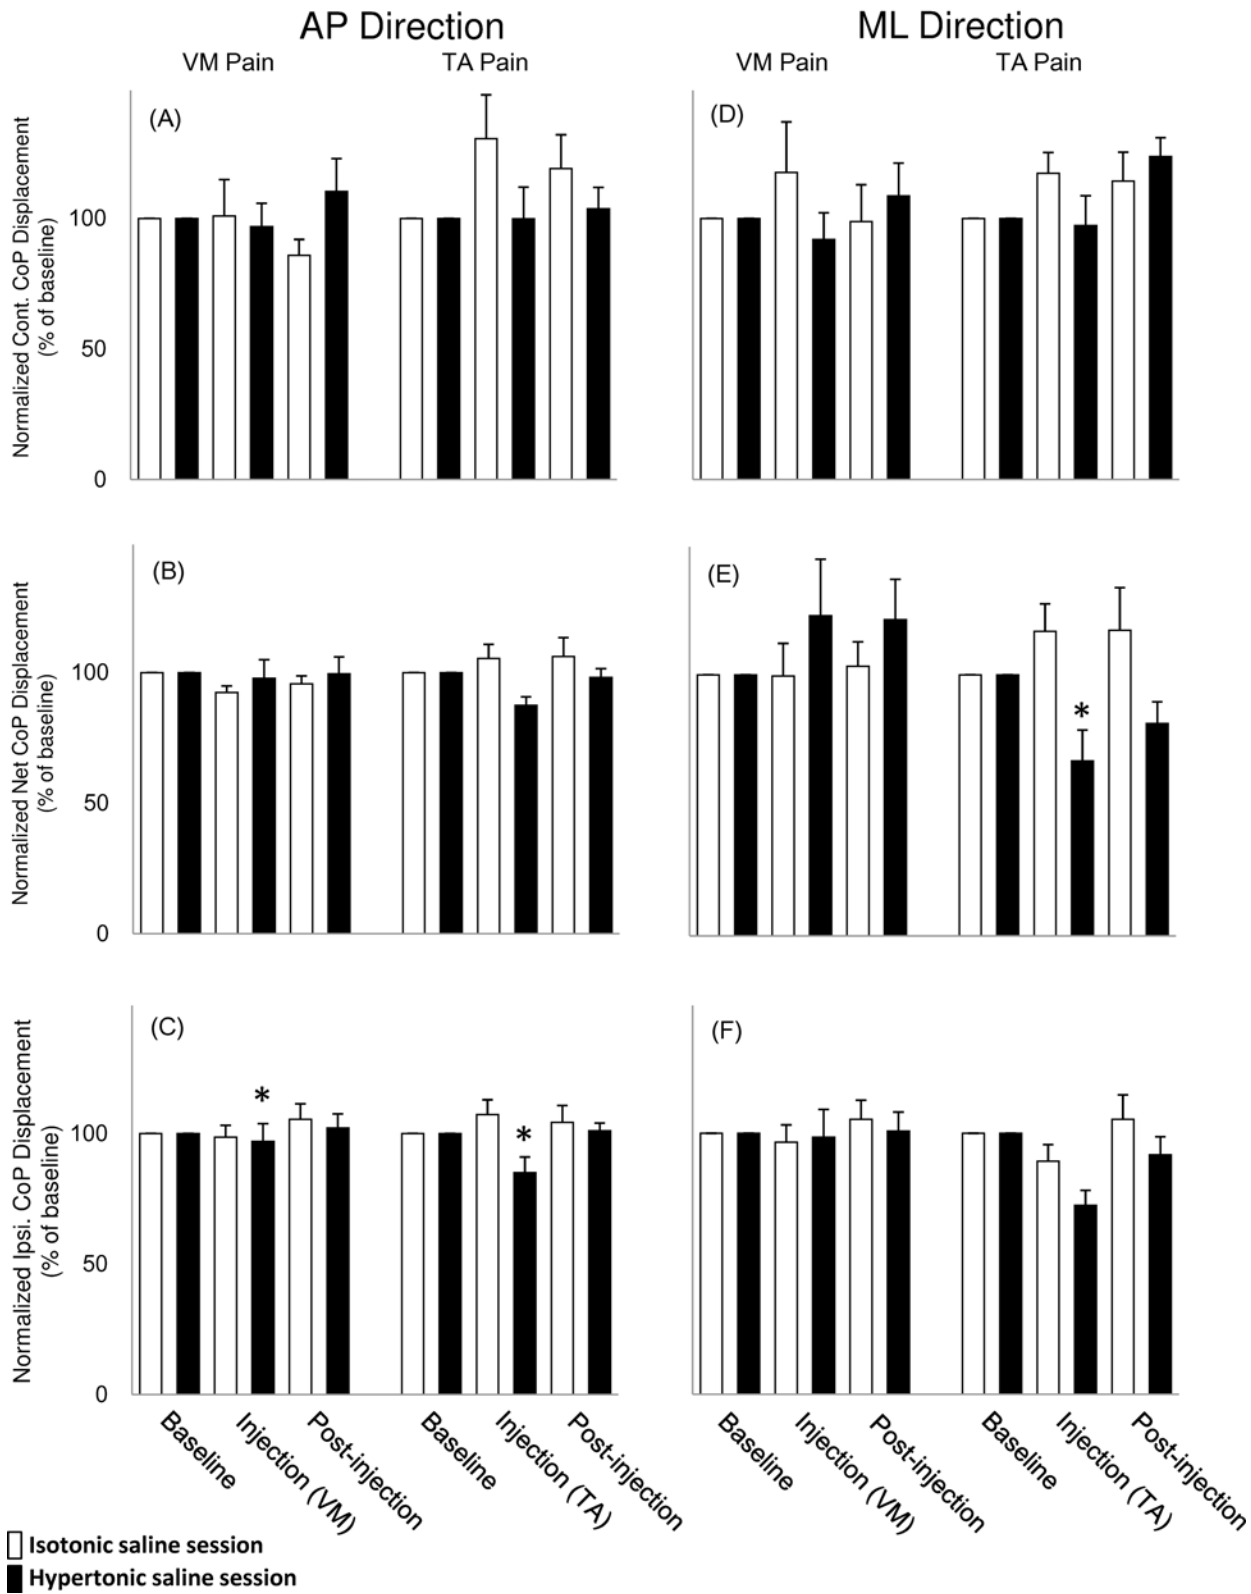 AP Direction
ML Direction
VM Pain
TA Pain
VM Pain
TA Pain
Normalized Cont. CoP Displacement
(% of baseline)
(A)
100
50
0
(D)
Normalized Net CoP Displacement
(% of baseline)
(B)
100
50
0
(E)
*
Normalized Ipsi. CoP Displacement
(% of baseline)
(C)
100
50
0
*
*
(F)
Baseline
Injection (VM)
Post-injection
Baseline
Injection (TA)
Post-injection
Baseline
Injection (VM)
Post-injection
Baseline
Injection (TA)
Post-injection
Isotonic saline session
Hypertonic saline session